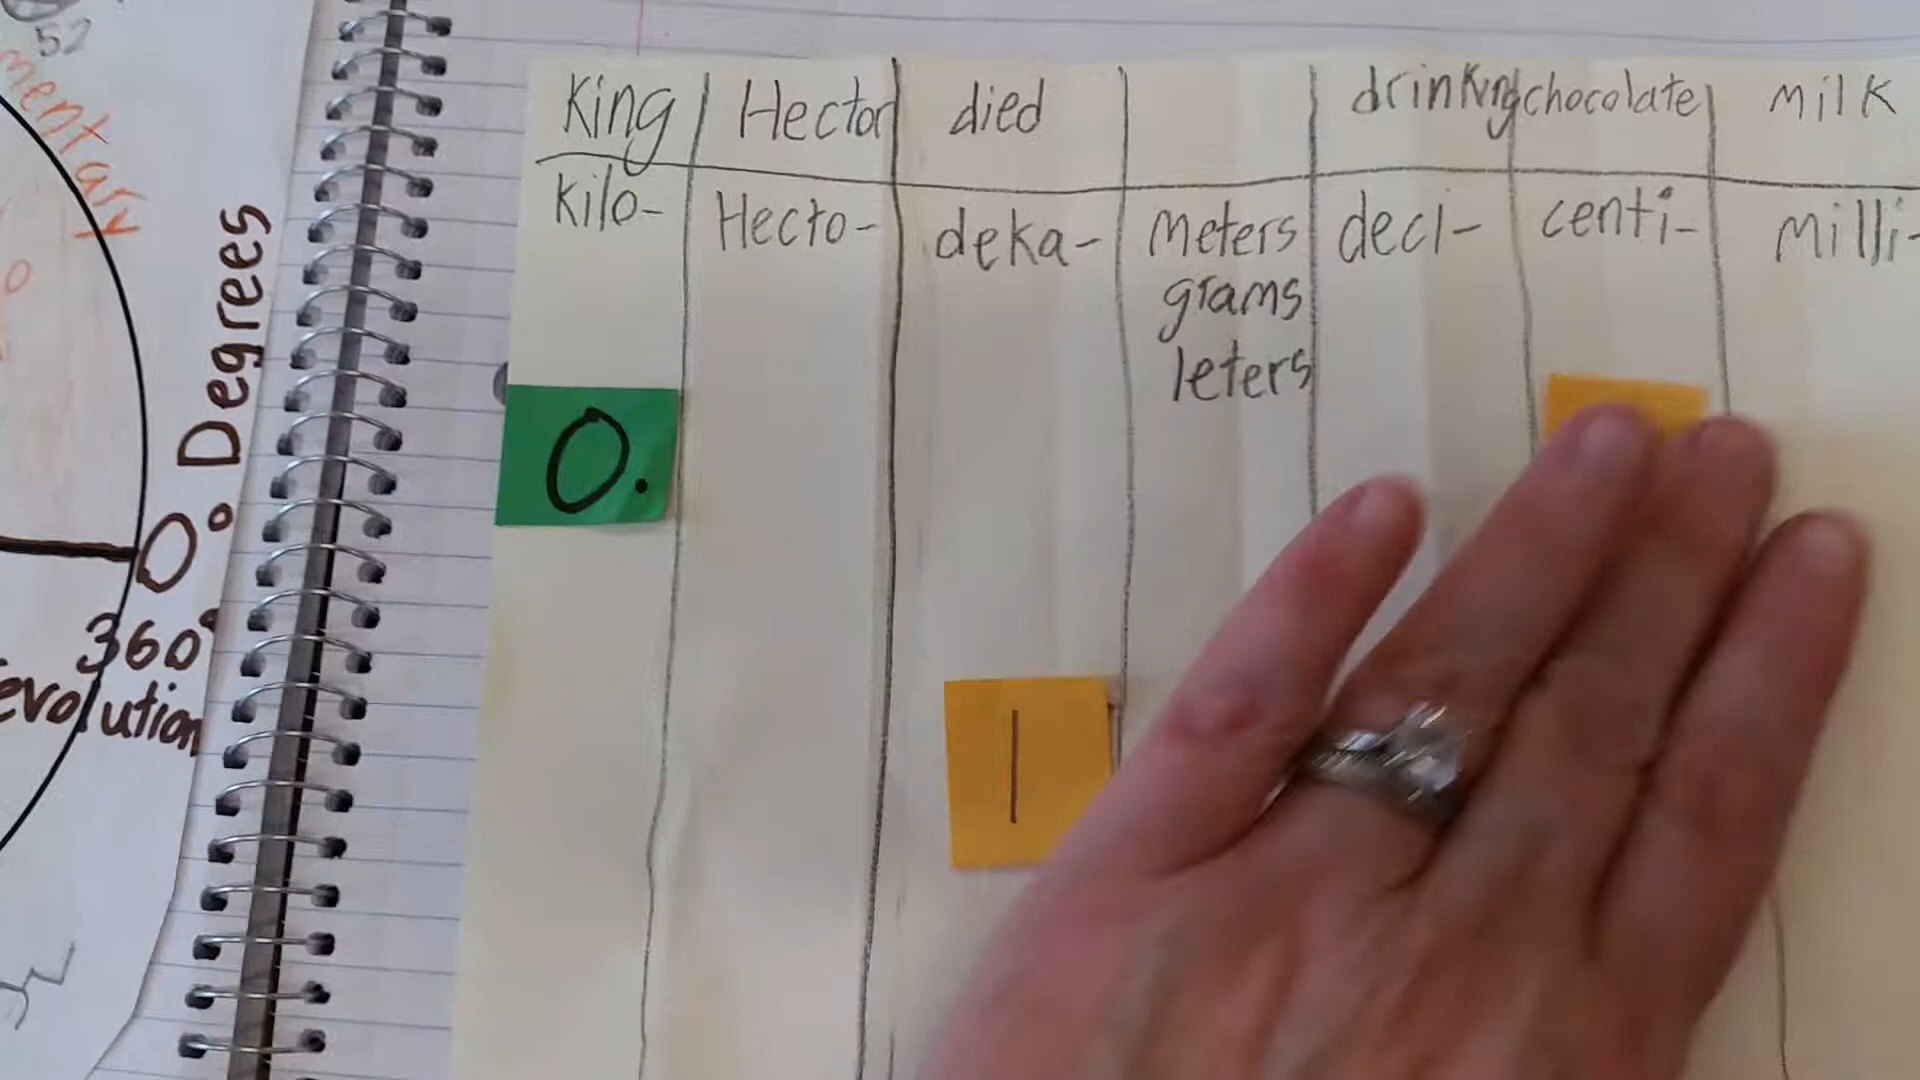 52
mentary
0° Degrees
360°
evolution
King Hector died drinking chocolate milk
Kilo- Hecto- deka- meters deci- centi- milli-
grams
leters
0.
1